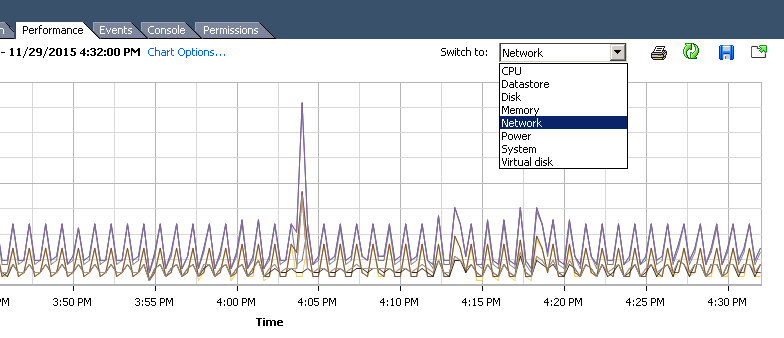 n Performance Events Console Permissions
- 11/29/2015 4:32:00 PM Chart Options... Switch to: Network
CPU
Datastore
Disk
Memory
Network
Power
System
Virtual disk
PM 3:50 PM 3:55 PM 4:00 PM 4:05 PM 4:10 PM 4:15 PM 4:20 PM 4:25 PM 4:30 PM
Time